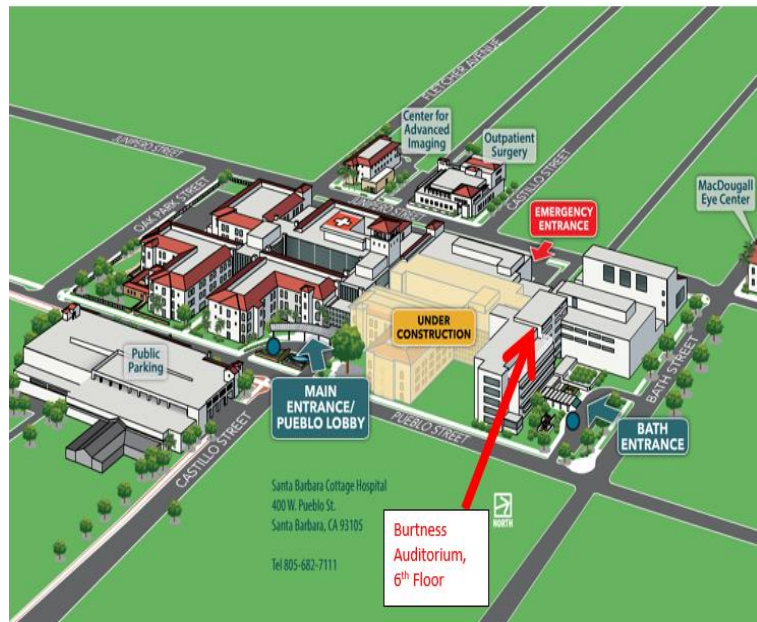 FLETCHER AVENUE
JUNIPERO STREET
Center for
Advanced
Imaging
Outpatient
Surgery
CASTILLO STREET
MacDougall
Eye Center
OAK PARK STREET
JUNIPERO STREET
EMERGENCY
ENTRANCE
UNDER
CONSTRUCTION
Public
Parking
MAIN
ENTRANCE/
PUEBLO LOBBY
PUEBLO STREET
BATH STREET
BATH
ENTRANCE
CASTILLO STREET
Santa Barbara Cottage Hospital
400 W. Pueblo St.
Santa Barbara, CA 93105
Tel 805-682-7111
NORTH
Burtness
Auditorium,
6th Floor